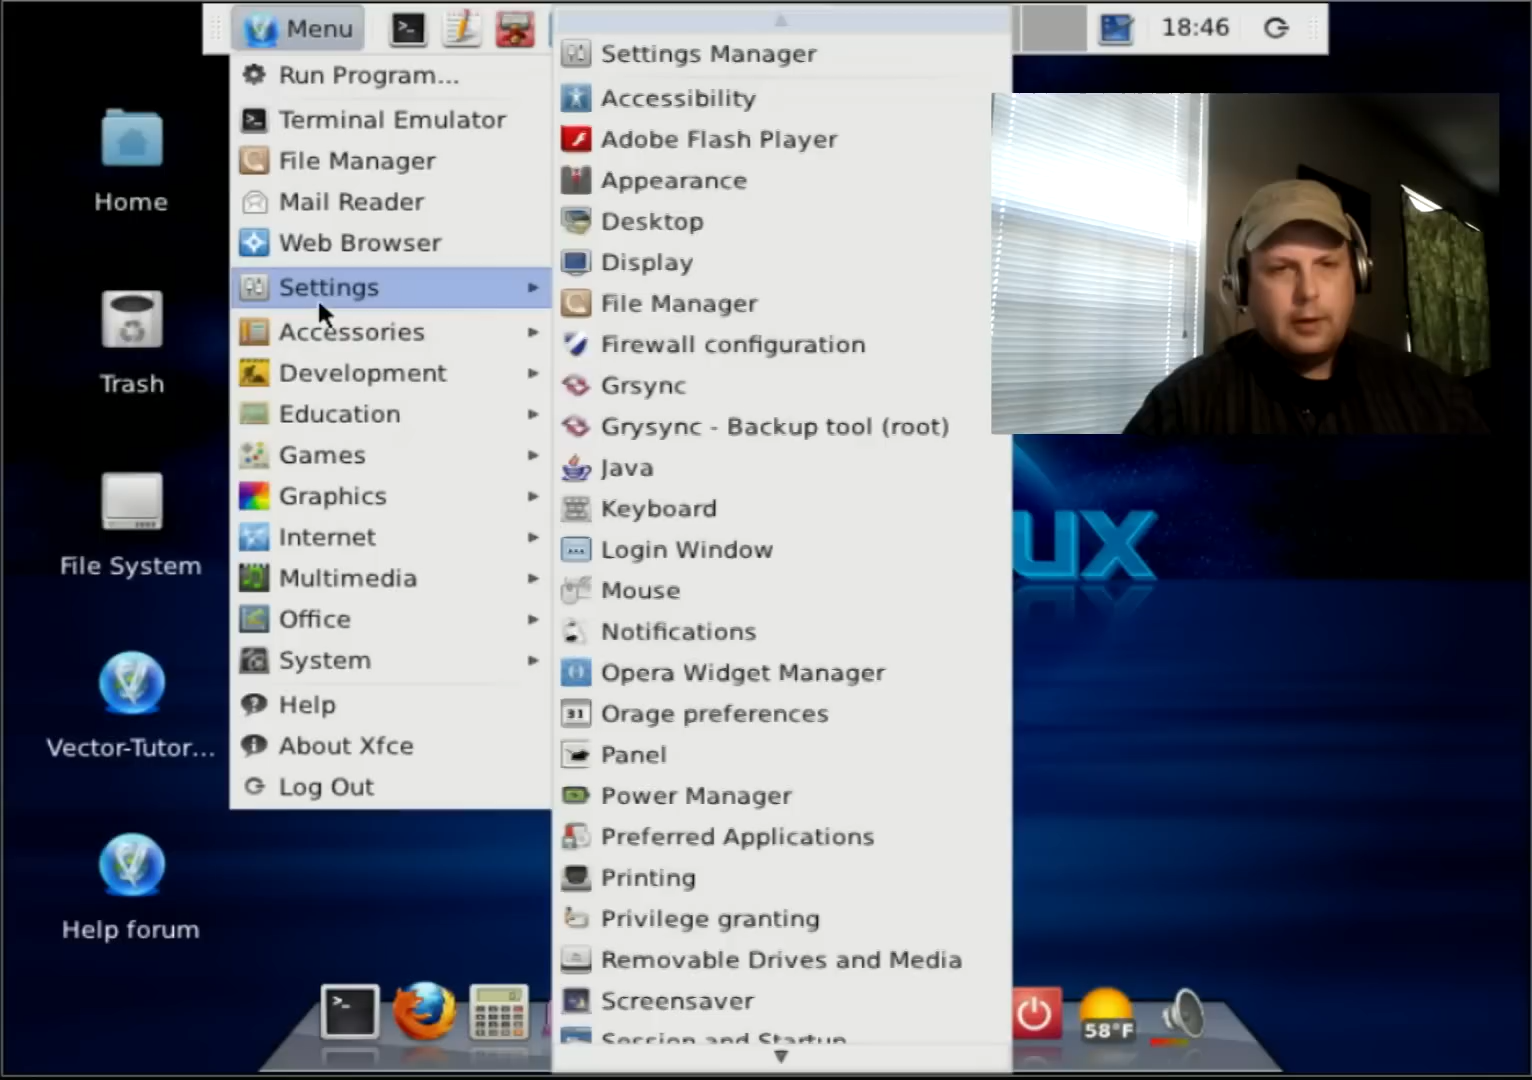 Menu
18:46
Run Program...
Terminal Emulator
File Manager
Mail Reader
Web Browser
Settings
Accessories
Development
Education
Games
Graphics
Internet
Multimedia
Office
System
Help
About Xfce
Log Out
Settings Manager
Accessibility
Adobe Flash Player
Appearance
Desktop
Display
File Manager
Firewall configuration
Grsync
Grysync - Backup tool (root)
Java
Keyboard
Login Window
Mouse
Notifications
Opera Widget Manager
31 Orage preferences
Panel
Power Manager
Preferred Applications
Printing
Privilege granting
Removable Drives and Media
Screensaver
Session and Startup
Home
Trash
File System
Vector-Tutor...
Help forum
UX
58°F